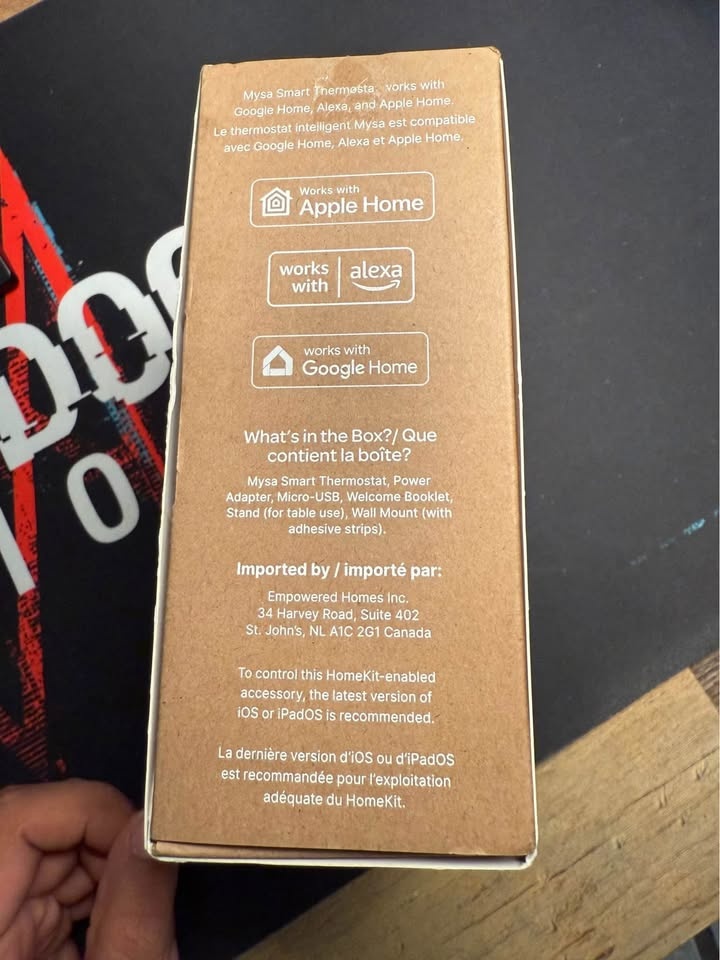 Mysa Smart Thermosta works with
Google Home, Alexa, and Apple Home.
Le thermostat intelligent Mysa est compatible
avec Google Home, Alexa et Apple Home.
Works with
Apple Home
works with
alexa
works with
Google Home
What's in the Box?/ Que
contient la boîte?
Mysa Smart Thermostat, Power
Adapter, Micro-USB, Welcome Booklet,
Stand (for table use), Wall Mount (with
adhesive strips).
Imported by / importé par:
Empowered Homes Inc.
34 Harvey Road, Suite 402
St. John's, NL A1C 2G1 Canada
To control this HomeKit-enabled
accessory, the latest version of
iOS or iPadOS is recommended.
La dernière version d'iOS ou d'iPadOS
est recommandée pour l'exploitation
adéquate du HomeKit.